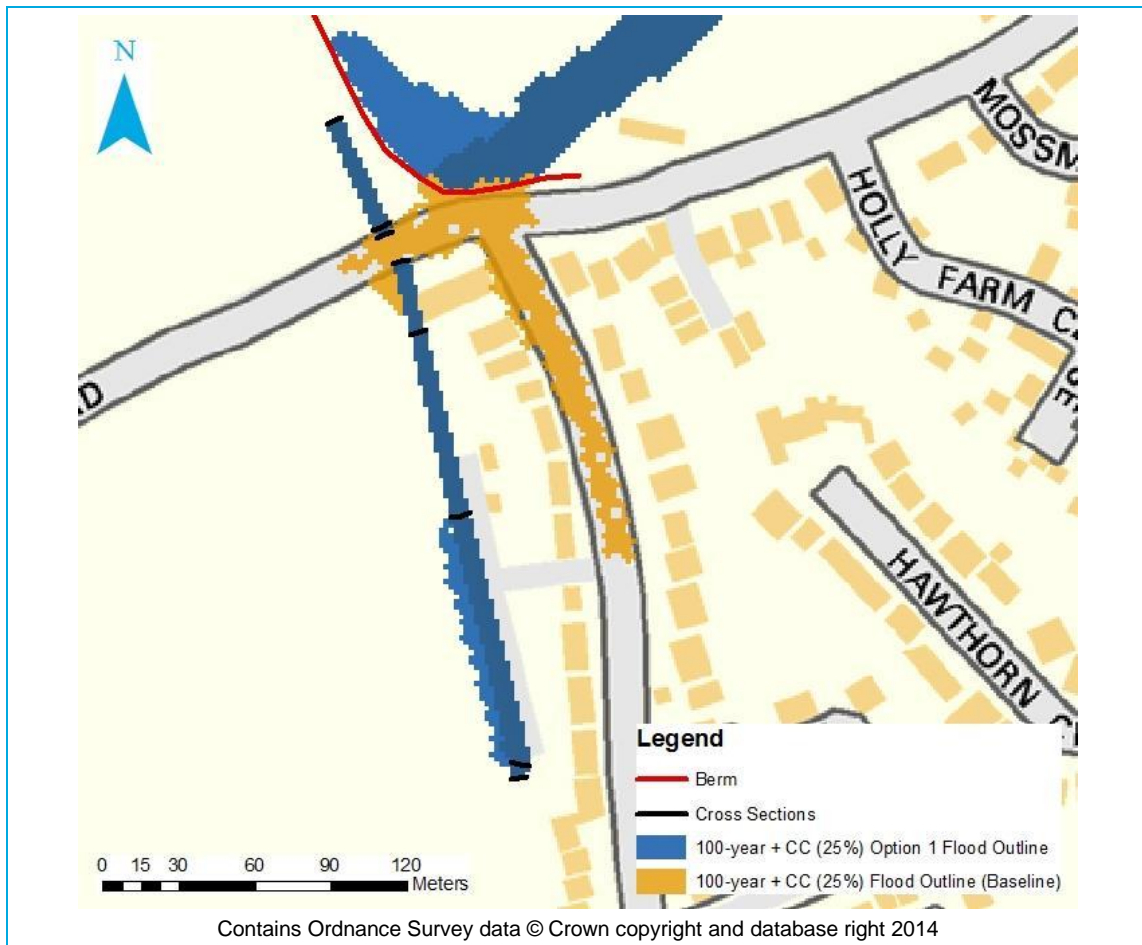 N
MOSSM
HOLLY FARM C
SE
D
HAWTHORN C
Legend
Berm
Cross Sections
100-year + CC (25%) Option 1 Flood Outline
100-year + CC (25%) Flood Outline (Baseline)
0 15 30 60 90 120
Meters
Contains Ordnance Survey data © Crown copyright and database right 2014